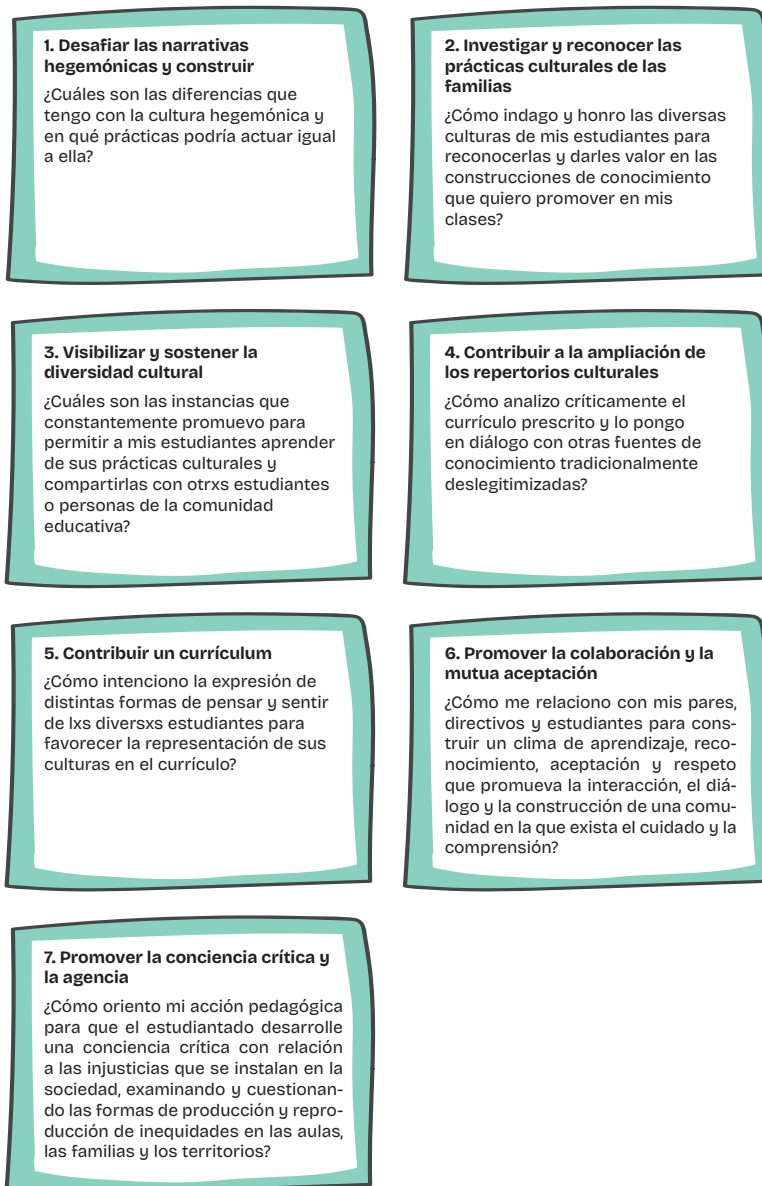 1. Desafiar las narrativas
hegemónicas y construir
¿Cuáles son las diferencias que
tengo con la cultura hegemónica y
en qué prácticas podría actuar igual
a ella?
2. Investigar y reconocer las
prácticas culturales de las
familias
¿Cómo indago y honro las diversas
culturas de mis estudiantes para
reconocerlas y darles valor en las
construcciones de conocimiento
que quiero promover en mis
clases?
3. Visibilizar y sostener la
diversidad cultural
¿Cuáles son las instancias que
constantemente promuevo para
permitir a mis estudiantes aprender
de sus prácticas culturales y
compartirlas con otrxs estudiantes
o personas de la comunidad
educativa?
4. Contribuir a la ampliación de
los repertorios culturales
¿Cómo analizo críticamente el
currículo prescrito y lo pongo
en diálogo con otras fuentes de
conocimiento tradicionalmente
deslegitimizadas?
5. Contribuir un currículum
¿Cómo intenciono la expresión de
distintas formas de pensar y sentir
de lxs diversxs estudiantes para
favorecer la representación de sus
culturas en el currículo?
6. Promover la colaboración y la
mutua aceptación
¿Cómo me relaciono con mis pares,
directivos y estudiantes para cons-
truir un clima de aprendizaje, reco-
nocimiento, aceptación y respeto
que promueva la interacción, el diá-
logo y la construcción de una comu-
nidad en la que exista el cuidado y la
comprensión?
7. Promover la conciencia crítica y
la agencia
¿Cómo oriento mi acción pedagógica
para que el estudiantado desarrolle
una conciencia crítica con relación
a las injusticias que se instalan en la
sociedad, examinando y cuestionan-
do las formas de producción y repro-
ducción de inequidades en las aulas,
las familias y los territorios?